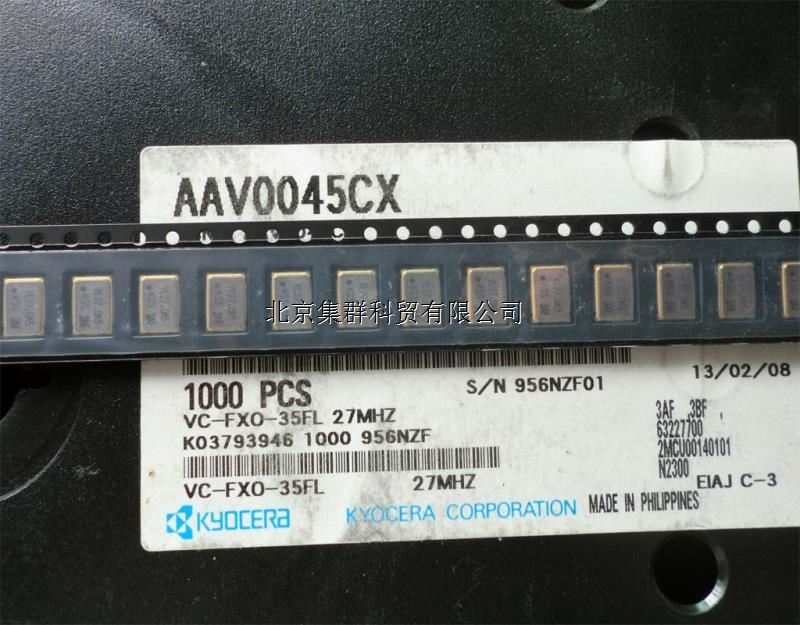 AAV0045CX
北京集群科贸有限公司
1000 PCS
S/N 956NZF01
13/02/08
VC-FXO-35FL 27MHZ
K03793946 1000 956NZF
3AF ,3BF ,
63227700
2MCU00140101
N2300
EIAJ C-3
VC-FXO-35FL 27MHZ
KYOCERA KYOCERA CORPORATION MADE IN PHILIPPINES